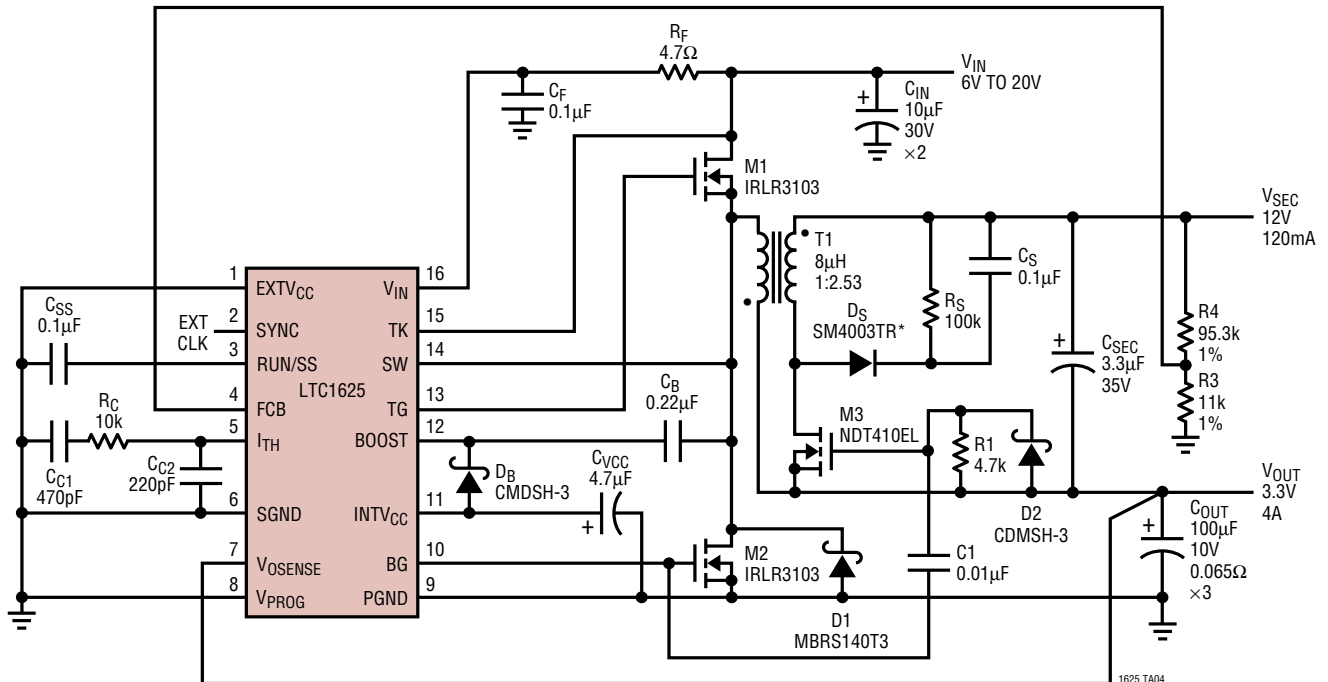 RF
4.7Ω
VIN
6V TO 20V
CF
0.1µF
+
CIN
10µF
30V
×2
M1
IRLR3103
VSEC
12V
120mA
T1
8µH
1:2.53
CS
0.1µF
RS
100k
DS
SM4003TR*
R4
95.3k
1%
+
CSEC
3.3µF
35V
R3
11k
1%
1
EXTVCC
VIN
16
CSS
0.1µF
EXT
CLK
2
SYNC
TK
15
3
RUN/SS
SW
14
LTC1625
4
FCB
TG
13
CB
0.22µF
RC
10k
5
ITH
BOOST
12
M3
NDT410EL
R1
4.7k
CC1
470pF
CC2
220pF
DB
CMDSH-3
CVCC
4.7µF
+
6
SGND
INTVCC
11
D2
CDMSH-3
VOUT
3.3V
4A
7
VOSENSE
BG
10
M2
IRLR3103
C1
0.01µF
+
COUT
100µF
10V
0.065Ω
×3
8
VPROG
PGND
9
D1
MBRS140T3
1625 TA04